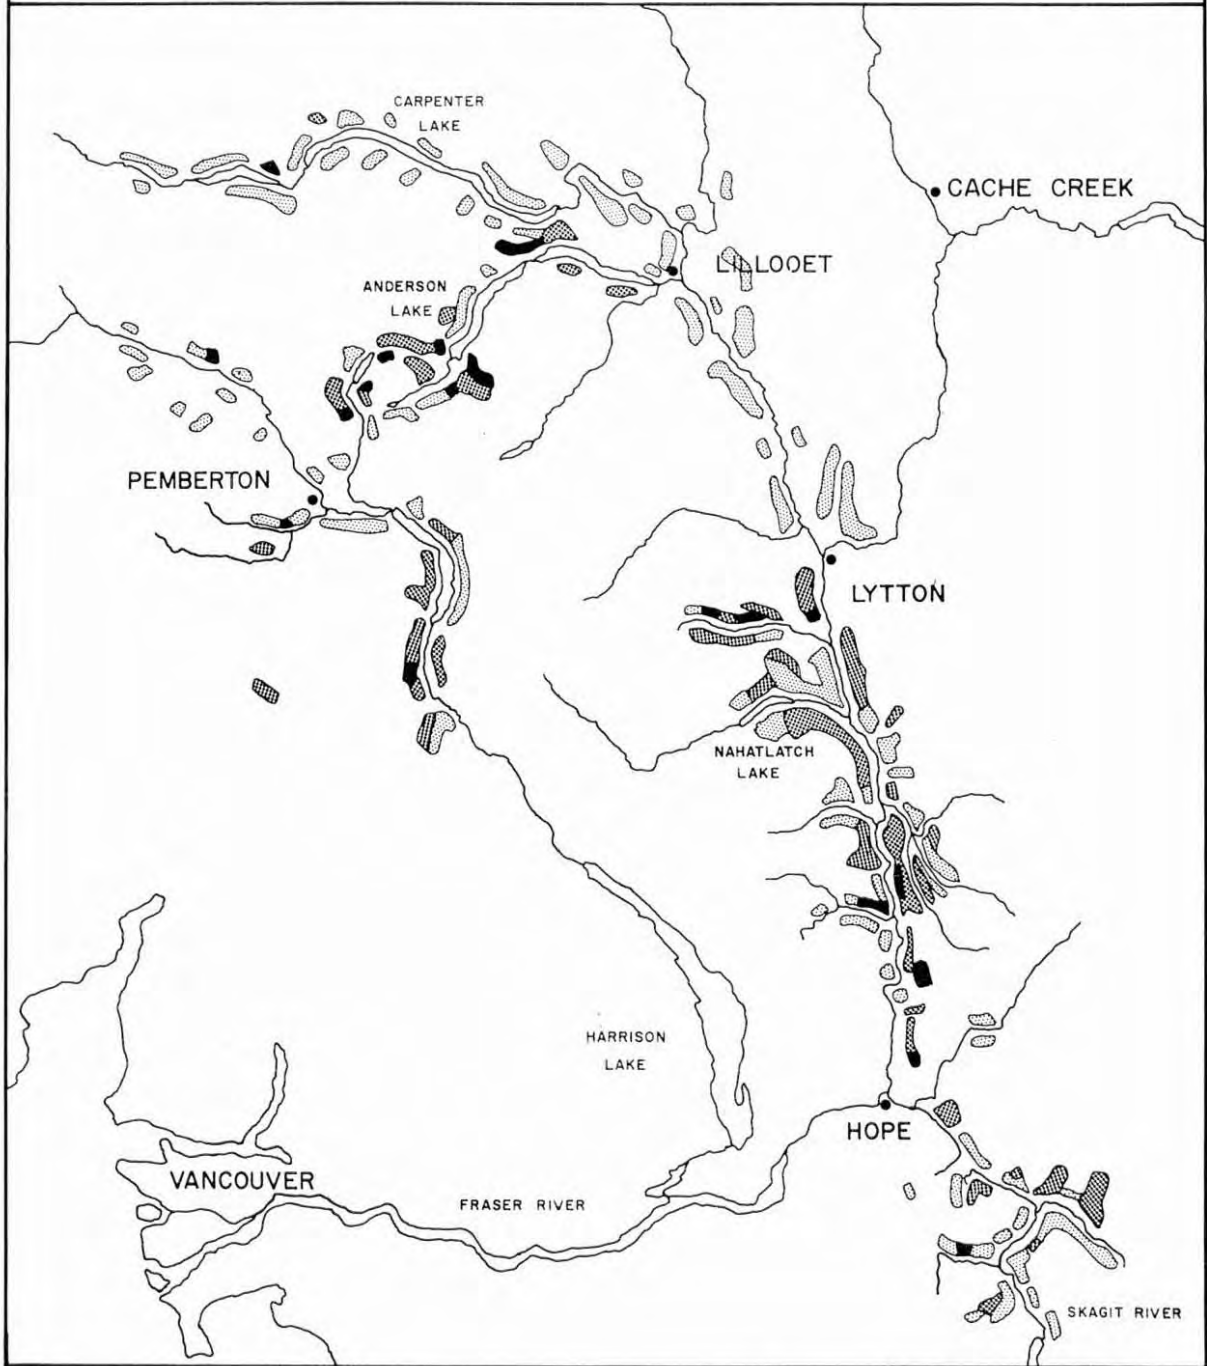 CARPENTER
LAKE
CACHE CREEK
LILLOOET
ANDERSON
LAKE
PEMBERTON
LYTTON
NAHATLATCH
LAKE
HARRISON
LAKE
HOPE
VANCOUVER
FRASER RIVER
SKAGIT RIVER